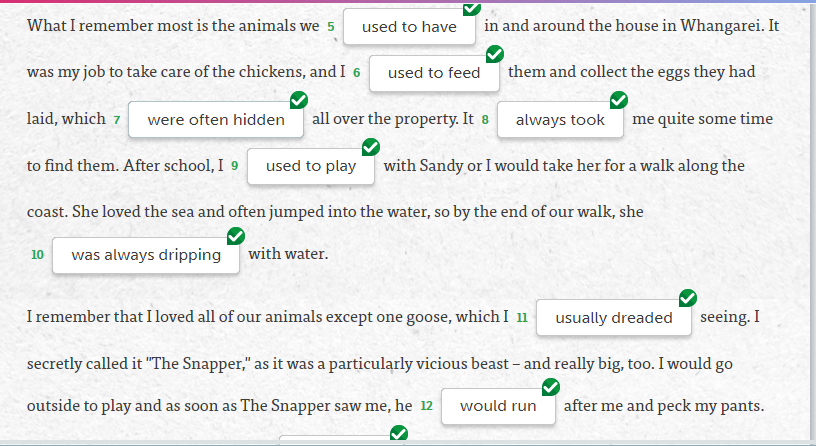 What I remember most is the animals we 5 used to have in and around the house in Whangarei. It
was my job to take care of the chickens, and I 6 used to feed them and collect the eggs they had
laid, which 7 were often hidden all over the property. It 8 always took me quite some time
to find them. After school, I 9 used to play with Sandy or I would take her for a walk along the
coast. She loved the sea and often jumped into the water, so by the end of our walk, she
10 was always dripping with water.
I remember that I loved all of our animals except one goose, which I 11 usually dreaded seeing. I
secretly called it "The Snapper," as it was a particularly vicious beast – and really big, too. I would go
outside to play and as soon as The Snapper saw me, he 12 would run after me and peck my pants.